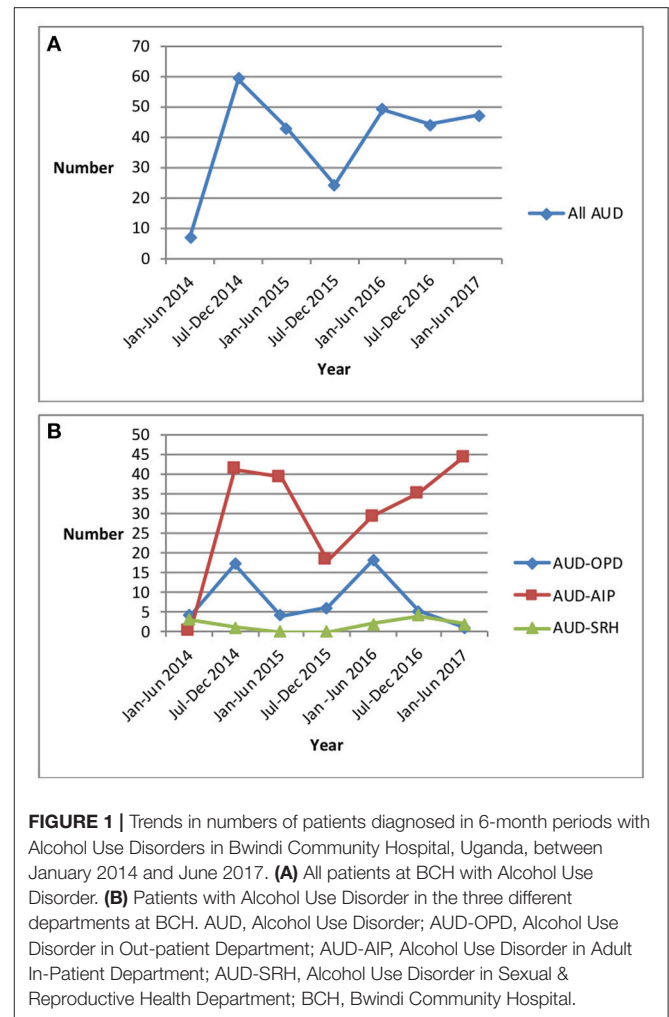 A
70
60
50
40
30
20
10
0
Number
All AUD
Jan-Jun 2014
Jul-Dec 2014
Jan-Jun 2015
Jul-Dec 2015
Jan-Jun 2016
Jul-Dec 2016
Jan-Jun 2017
Year
B
50
45
40
35
30
25
20
15
10
5
0
Number
AUD-OPD
AUD-AIP
AUD-SRH
Jan-Jun 2014
Jul-Dec 2014
Jan-Jun 2015
Jul-Dec 2015
Jan -Jun 2016
Jul-Dec 2016
Jan-Jun 2017
Year
FIGURE 1 | Trends in numbers of patients diagnosed in 6-month periods with
Alcohol Use Disorders in Bwindi Community Hospital, Uganda, between
January 2014 and June 2017. (A) All patients at BCH with Alcohol Use
Disorder. (B) Patients with Alcohol Use Disorder in the three different
departments at BCH. AUD, Alcohol Use Disorder; AUD-OPD, Alcohol Use
Disorder in Out-patient Department; AUD-AIP, Alcohol Use Disorder in Adult
In-Patient Department; AUD-SRH, Alcohol Use Disorder in Sexual &
Reproductive Health Department; BCH, Bwindi Community Hospital.